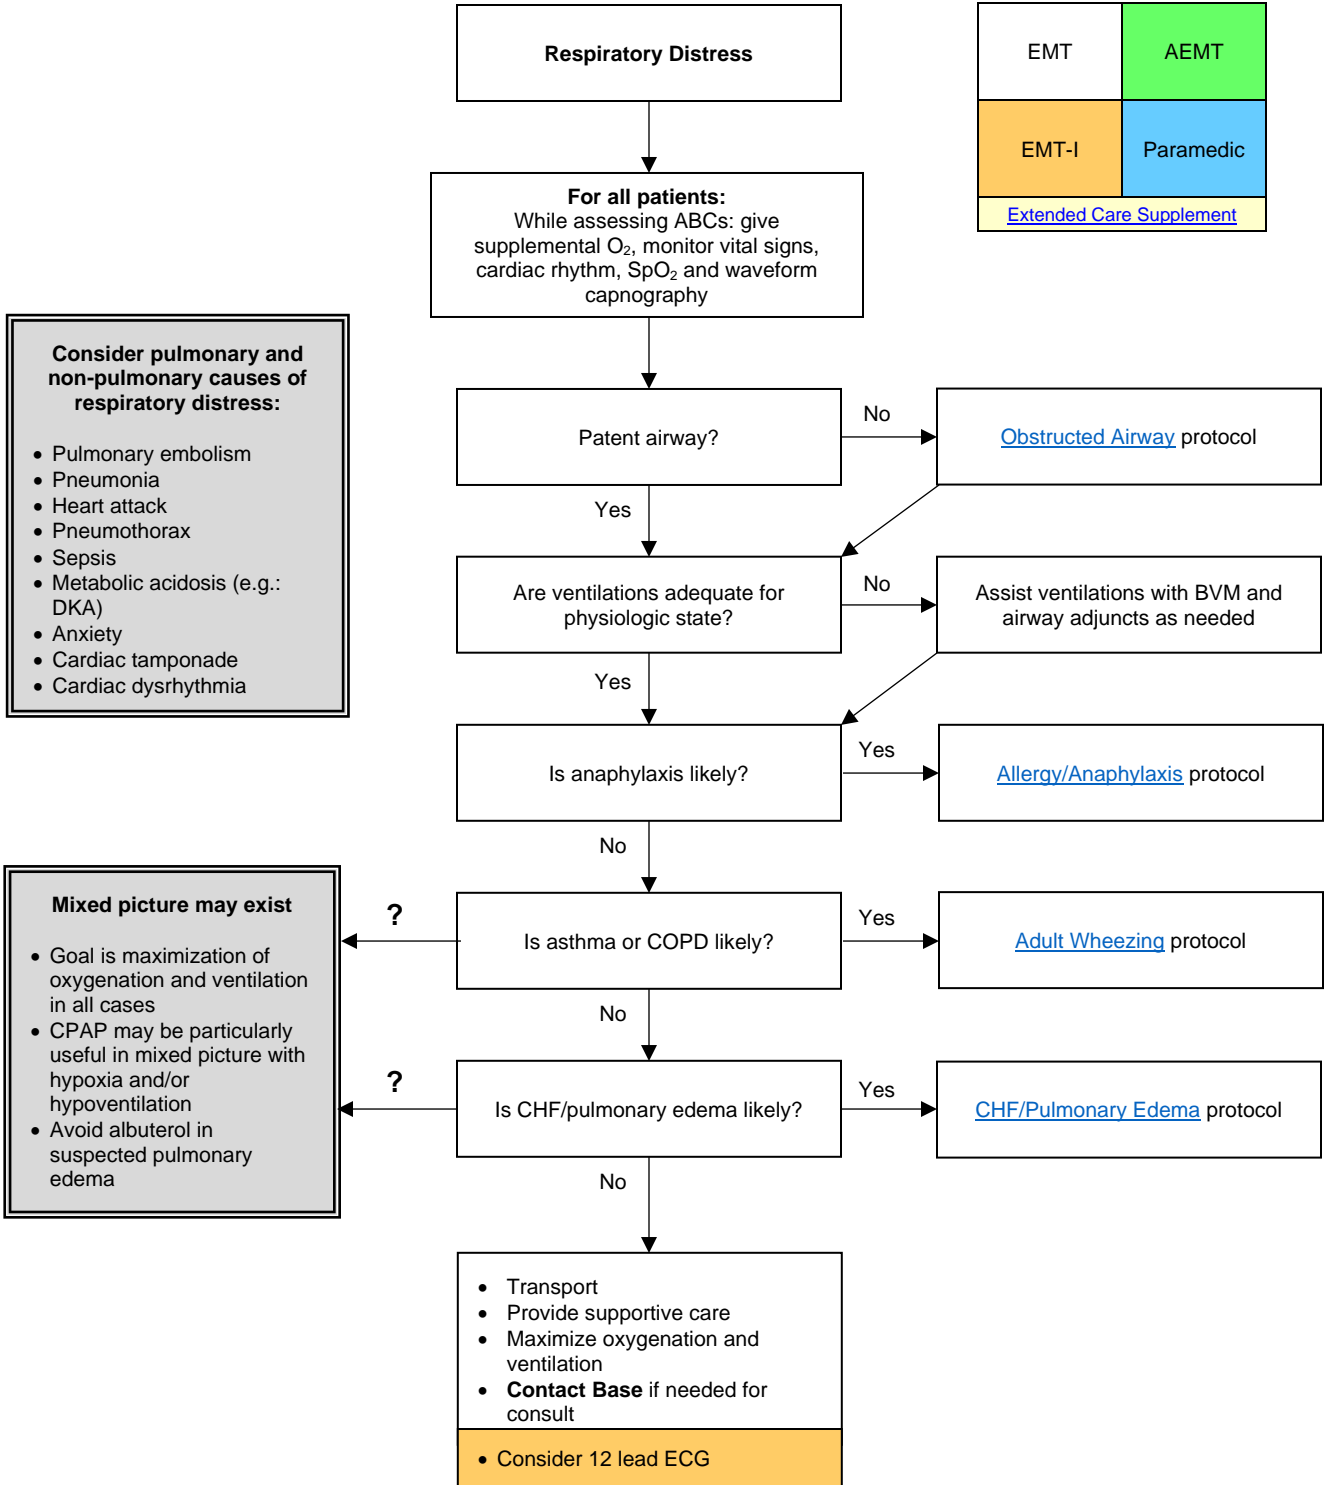 Respiratory Distress
EMT
AEMT
EMT-I
Paramedic
Extended Care Supplement
For all patients:
While assessing ABCs: give
supplemental O₂, monitor vital signs,
cardiac rhythm, SpO₂ and waveform
capnography
Consider pulmonary and
non-pulmonary causes of
respiratory distress:
• Pulmonary embolism
• Pneumonia
• Heart attack
• Pneumothorax
• Sepsis
• Metabolic acidosis (e.g.:
DKA)
• Anxiety
• Cardiac tamponade
• Cardiac dysrhythmia
Patent airway?
No
Obstructed Airway protocol
Yes
Are ventilations adequate for
physiologic state?
No
Assist ventilations with BVM and
airway adjuncts as needed
Yes
Is anaphylaxis likely?
Yes
Allergy/Anaphylaxis protocol
No
Mixed picture may exist
• Goal is maximization of
oxygenation and ventilation
in all cases
• CPAP may be particularly
useful in mixed picture with
hypoxia and/or
hypoventilation
• Avoid albuterol in
suspected pulmonary
edema
?
Is asthma or COPD likely?
Yes
Adult Wheezing protocol
No
?
Is CHF/pulmonary edema likely?
Yes
CHF/Pulmonary Edema protocol
No
• Transport
• Provide supportive care
• Maximize oxygenation and
ventilation
• Contact Base if needed for
consult
• Consider 12 lead ECG